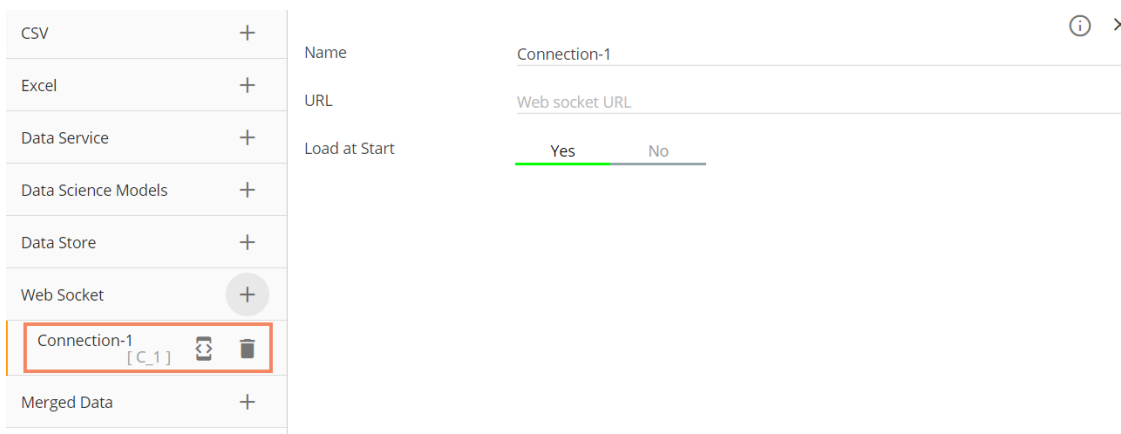 CSV
Excel
Data Service
Data Science Models
Data Store
Web Socket
Connection-1
[ C_1 ]
Merged Data
Name
Connection-1
URL
Web socket URL
Load at Start
Yes No